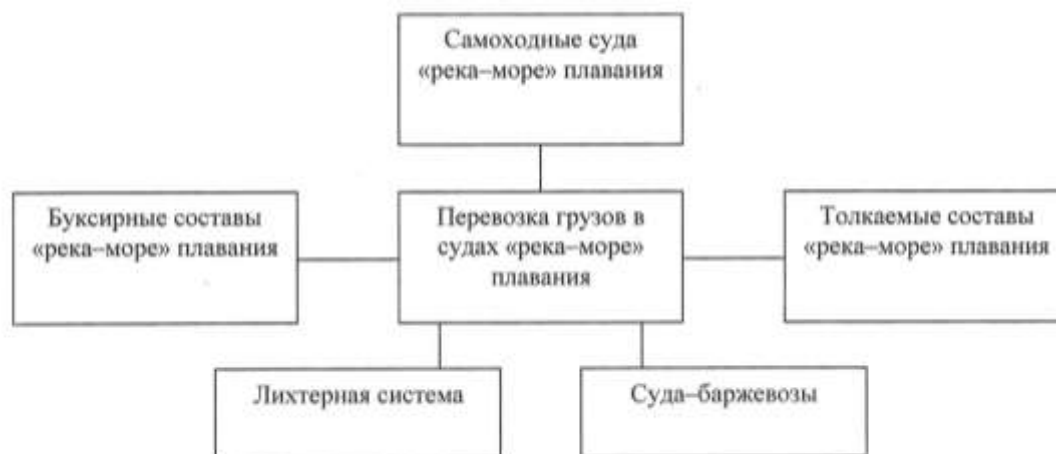 Самоходные суда
«река–море» плавания
Буксирные составы
«река–море» плавания
Перевозка грузов в
судах «река–море»
плавания
Толкаемые составы
«река–море» плавания
Лихтерная система
Суда–баржевозы